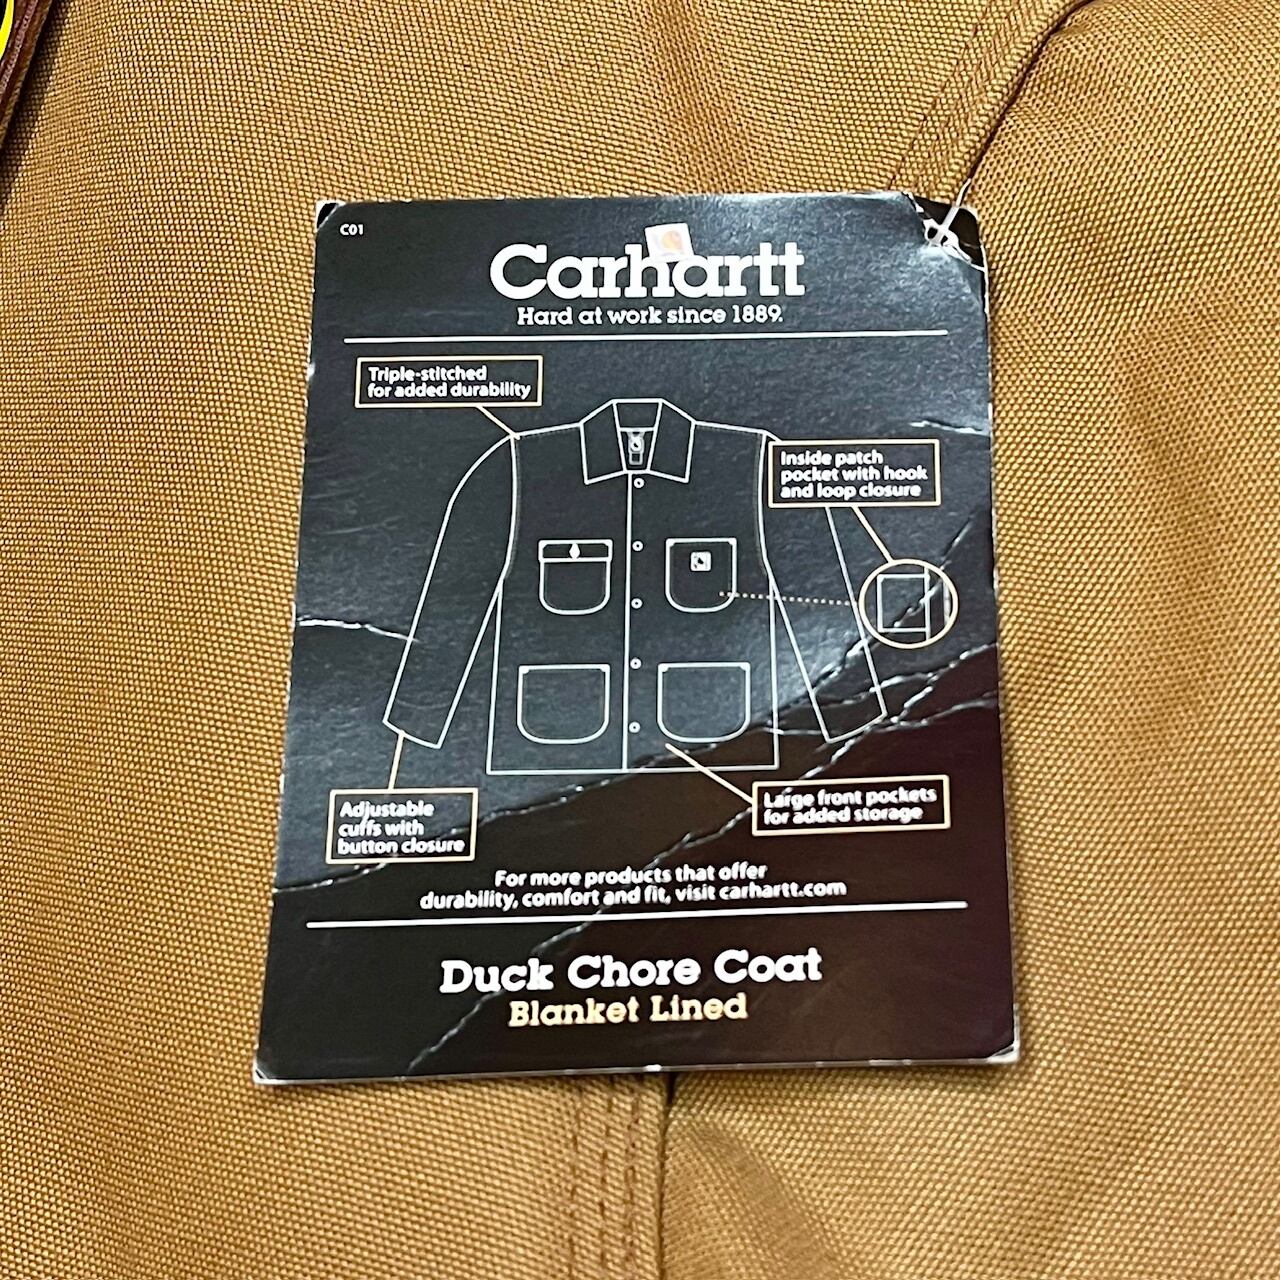 C01
Carhartt
Hard at work since 1889.
Triple-stitched
for added durability
Inside patch
pocket with hook
and loop closure
Adjustable
cuffs with
button closure
Large front pockets
for added storage
For more products that offer
durability, comfort and fit, visit carhartt.com
Duck Chore Coat
Blanket Lined